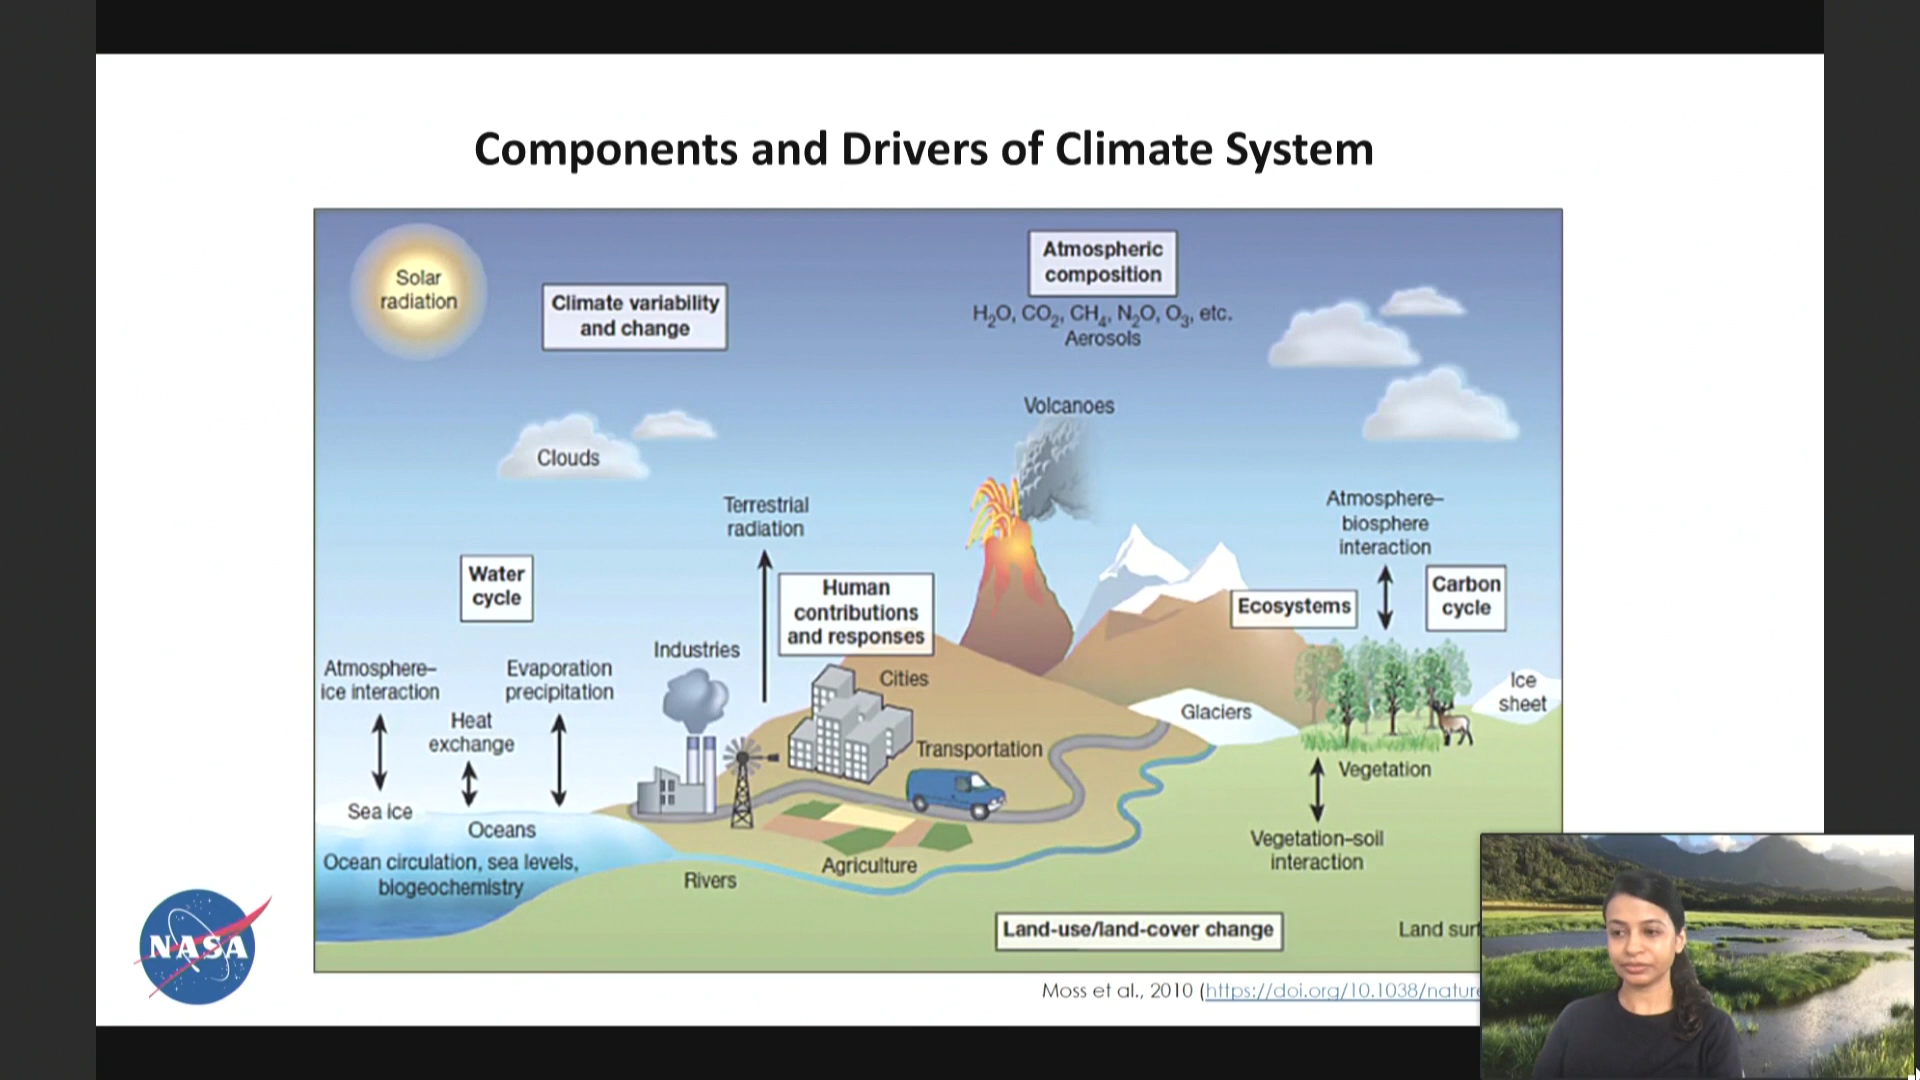 Components and Drivers of Climate System
Solar
radiation
Climate variability
and change
Atmospheric
composition
H₂O, CO₂, CH₄, N₂O, O₃, etc.
Aerosols
Volcanoes
Clouds
Terrestrial
radiation
Atmosphere–
biosphere
interaction
Water
cycle
Human
contributions
and responses
Ecosystems
Carbon
cycle
Industries
Atmosphere–
ice interaction
Evaporation
precipitation
Cities
Ice
sheet
Heat
exchange
Glaciers
Transportation
Vegetation
Sea ice
Oceans
Vegetation–soil
interaction
Ocean circulation, sea levels,
biogeochemistry
Agriculture
Rivers
Land-use/land-cover change
Land
NASA
Moss et al., 2010 (https://doi.org/10.1038/nature